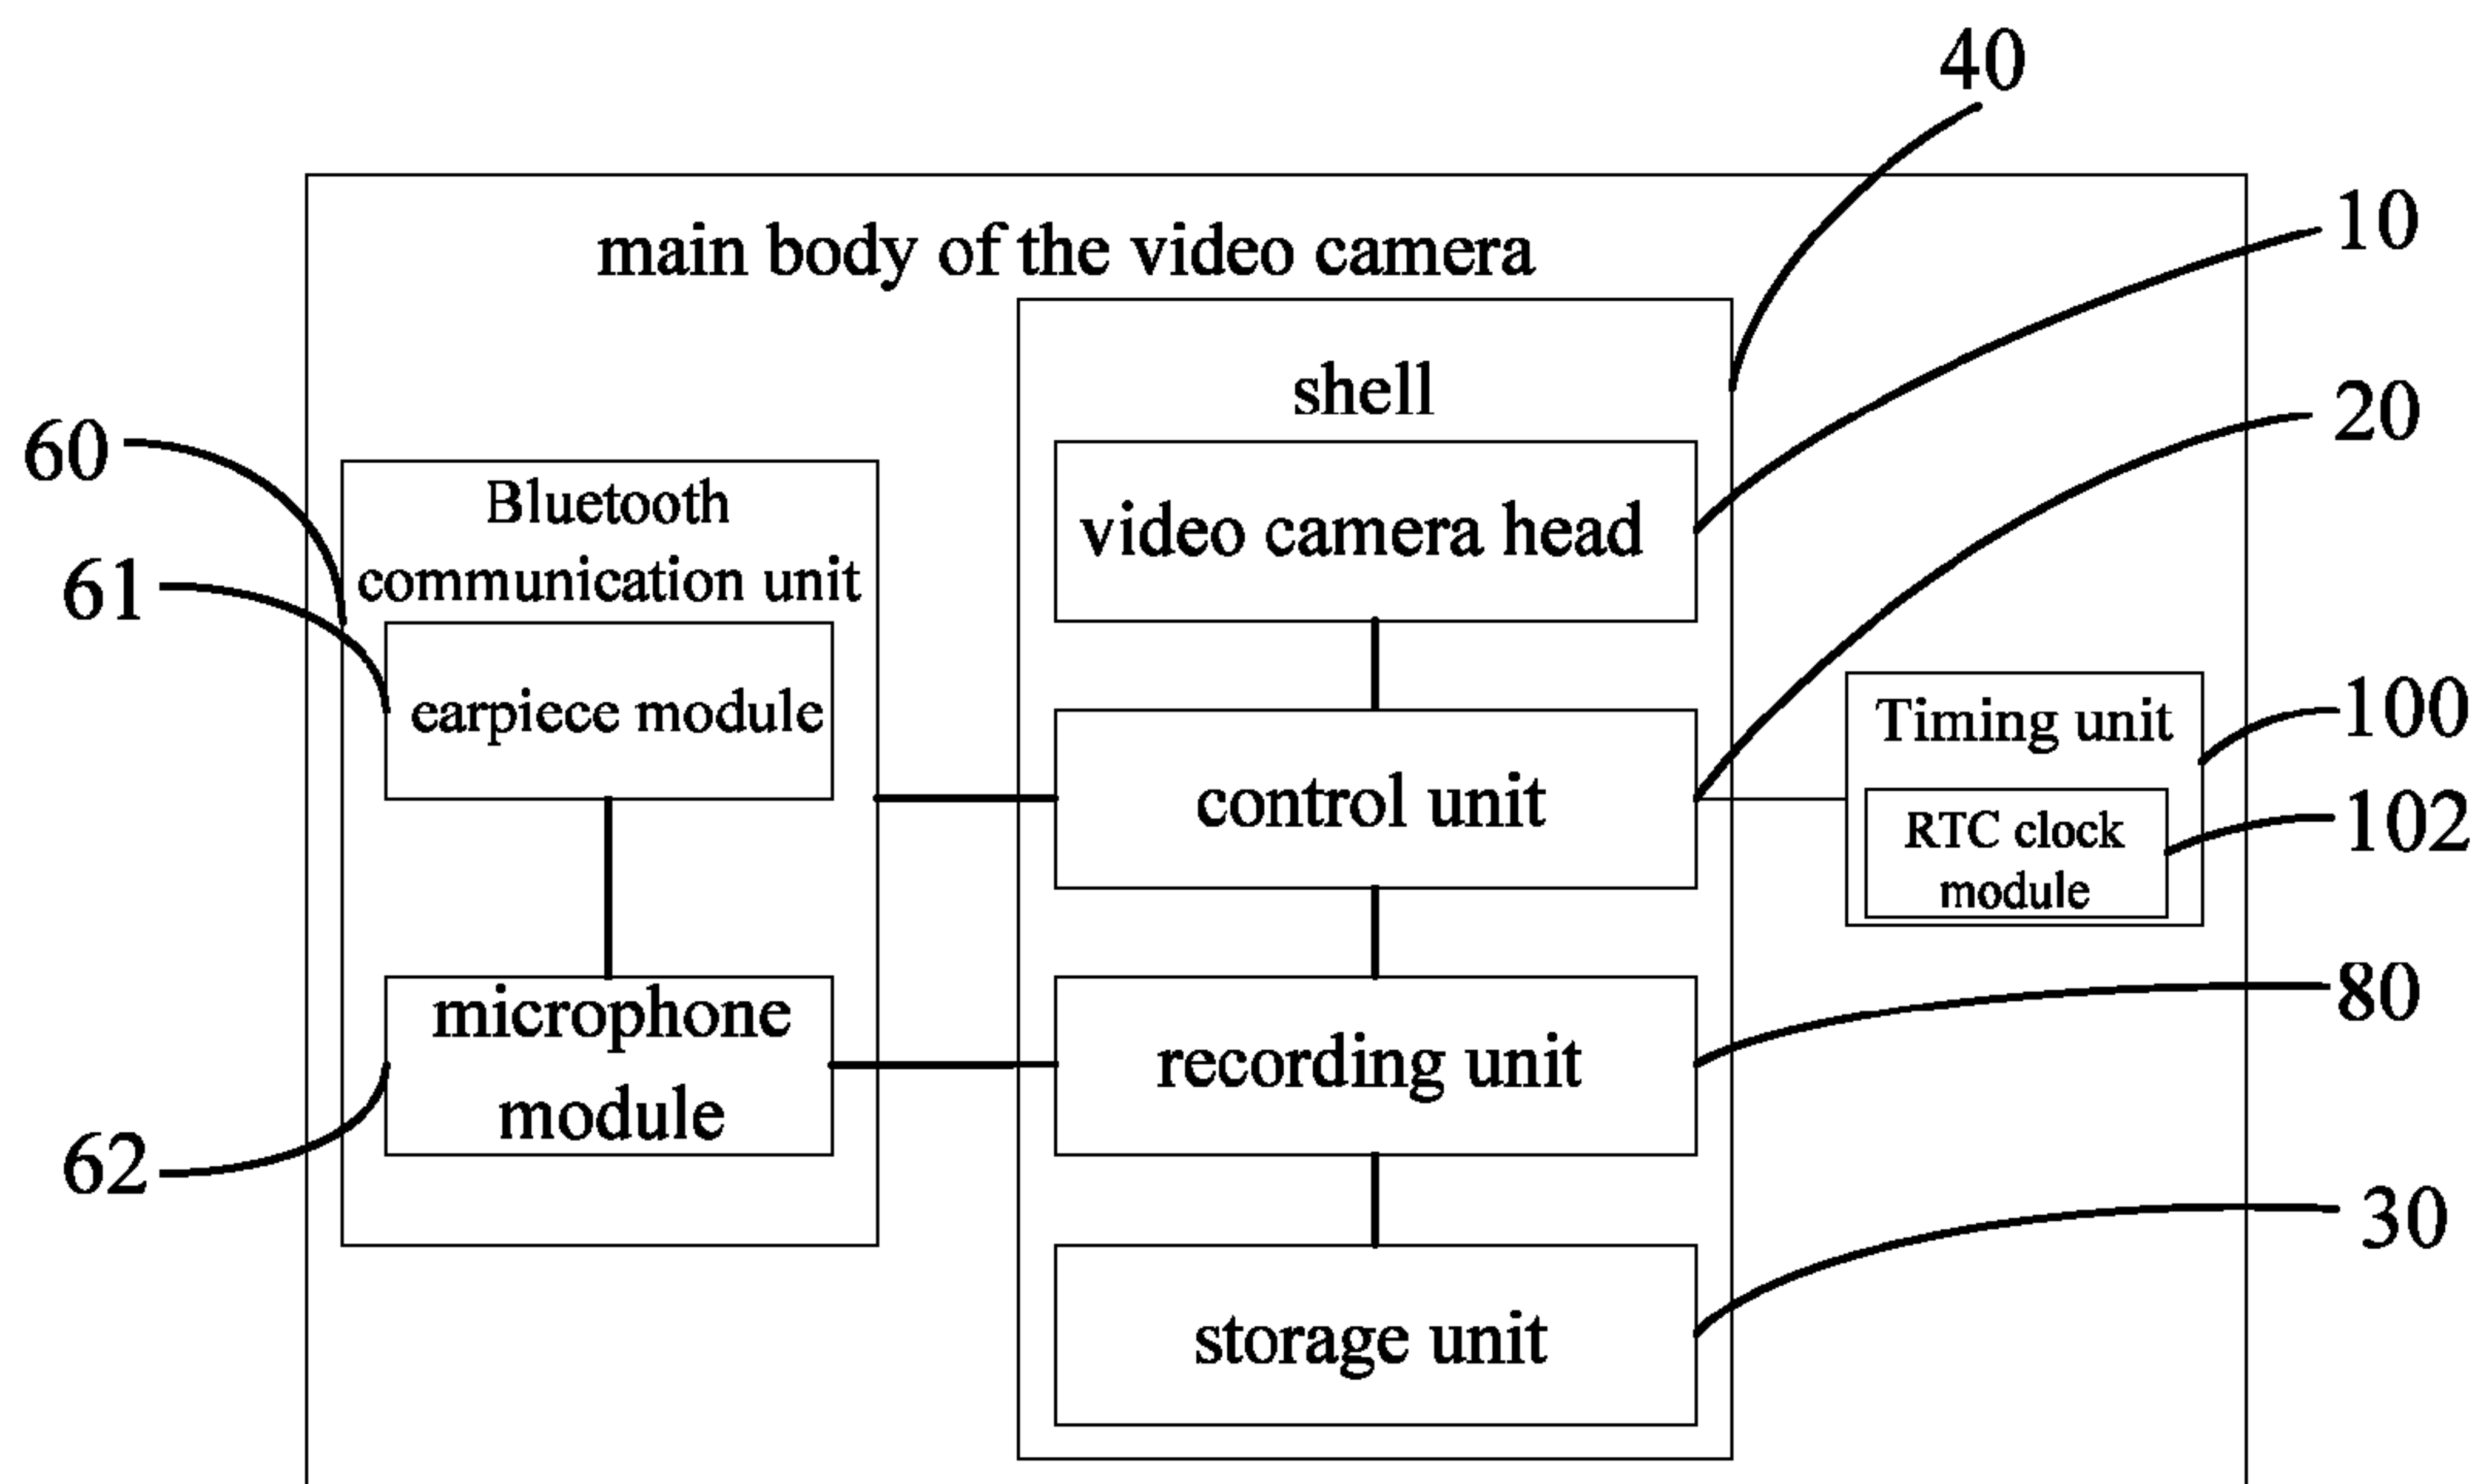 40
main body of the video camera
10
shell
20
60
Bluetooth
communication unit
video camera head
61
earpiece module
control unit
Timing unit
100
RTC clock
module
102
microphone
module
62
recording unit
80
storage unit
30